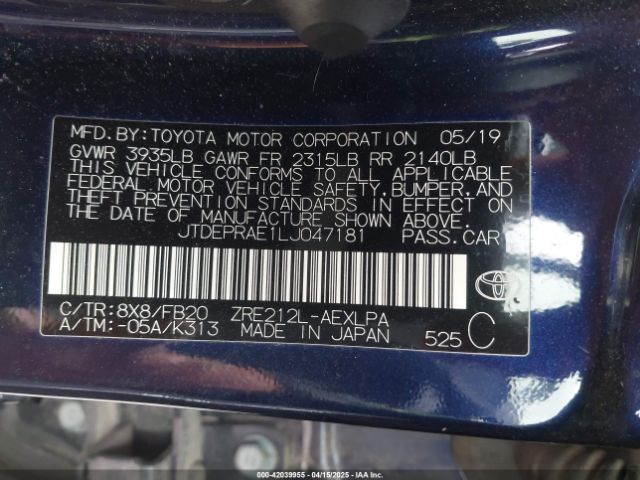 MFD.BY:TOYOTA MOTOR CORPORATION 05/19
GVWR 3935LB GAWR FR 2315LB RR 2140LB
THIS VEHICLE CONFORMS TO ALL APPLICABLE
FEDERAL MOTOR VEHICLE SAFETY,BUMPER,AND
THEFT PREVENTION STANDARDS IN EFFECT ON
THE DATE OF MANUFACTURE SHOWN ABOVE.
JTDEPRAE1LJ047181 PASS.CAR
C/TR:8X8/FB20 ZRE212L-AEXLPA
A/TM:-05A/K313 MADE IN JAPAN 525 C
000-42039955 - 04/15/2025 - IAA Inc.